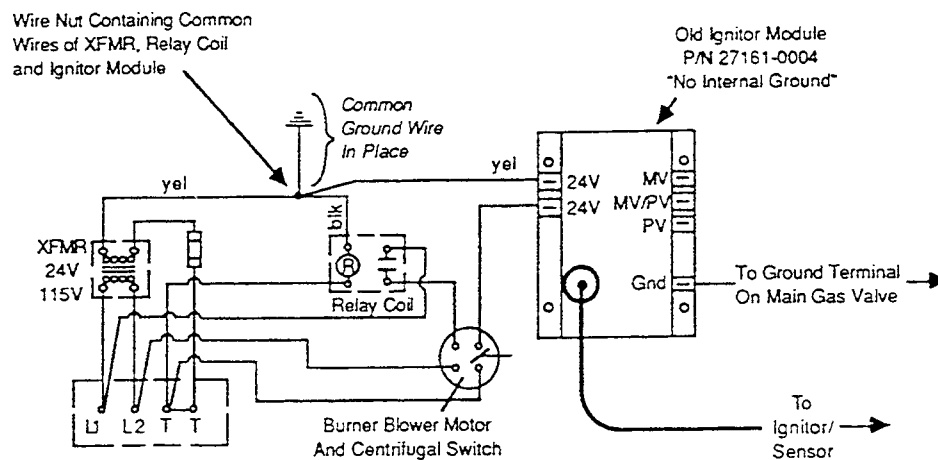 Wire Nut Containing Common
Wires of XFMR, Relay Coil
and Ignitor Module
Old Ignitor Module
P/N 27161-0004
"No Internal Ground"
Common
Ground Wire
In Place
yel
yel
blk
24V
24V
MV
MV/PV
PV
Gnd
XFMR
24V
115V
R
Relay Coil
To Ground Terminal
On Main Gas Valve
L1 L2 T T
Burner Blower Motor
And Centrifugal Switch
To
Ignitor/
Sensor